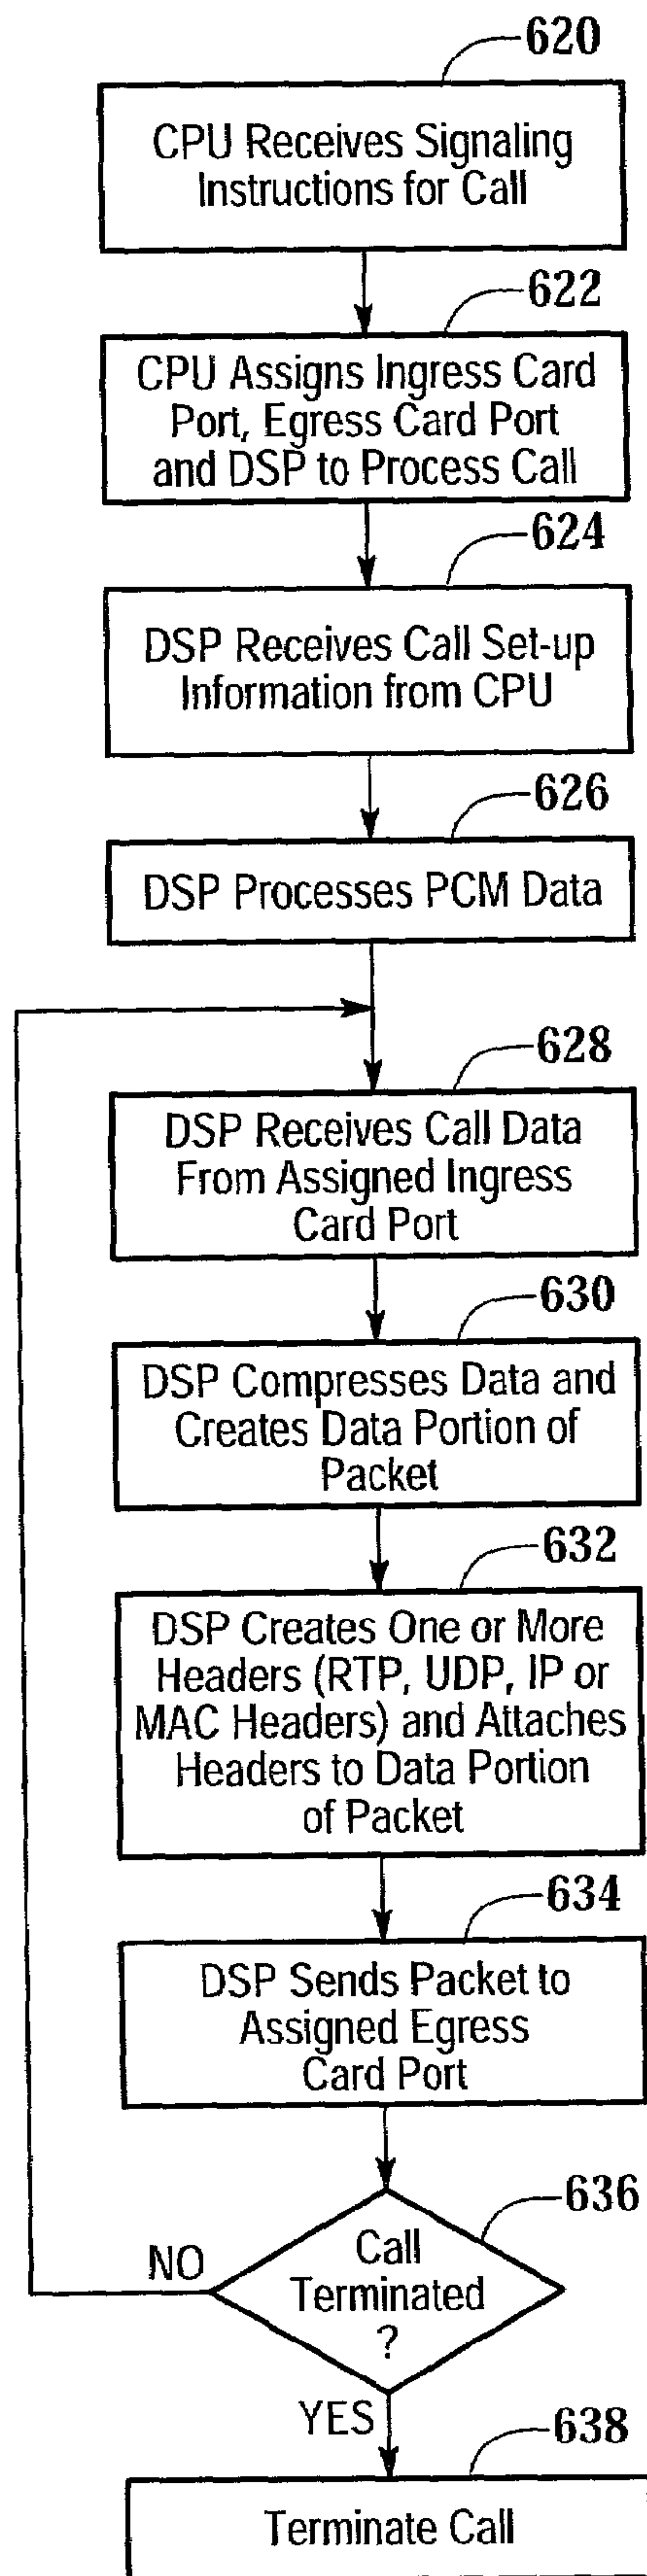 620
CPU Receives Signaling
Instructions for Call
622
CPU Assigns Ingress Card
Port, Egress Card Port
and DSP to Process Call
624
DSP Receives Call Set-up
Information from CPU
626
DSP Processes PCM Data
628
DSP Receives Call Data
From Assigned Ingress
Card Port
630
DSP Compresses Data and
Creates Data Portion of
Packet
632
DSP Creates One or More
Headers (RTP, UDP, IP or
MAC Headers) and Attaches
Headers to Data Portion
of Packet
634
DSP Sends Packet to
Assigned Egress
Card Port
636
Call
Terminated
?
NO
YES
638
Terminate Call